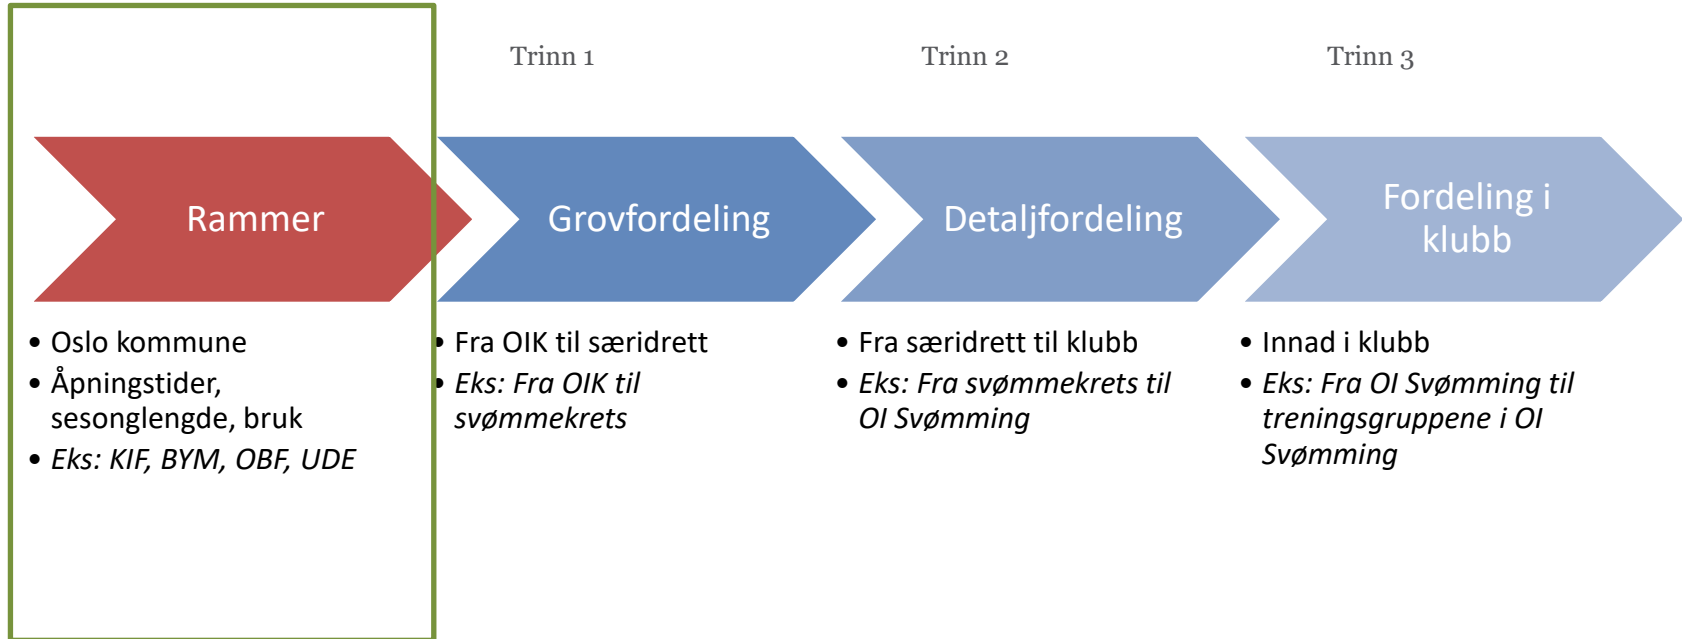 Trinn 1
Trinn 2
Trinn 3
Rammer
Grovfordeling
Detaljfordeling
Fordeling i
klubb
• Oslo kommune
• Åpningstider,
sesonglengde, bruk
• Eks: KIF, BYM, OBF, UDE
• Fra OIK til særidrett
• Eks: Fra OIK til
svømmekrets
• Fra særidrett til klubb
• Eks: Fra svømmekrets til
OI Svømming
• Innad i klubb
• Eks: Fra OI Svømming til
treningsgruppene i OI
Svømming